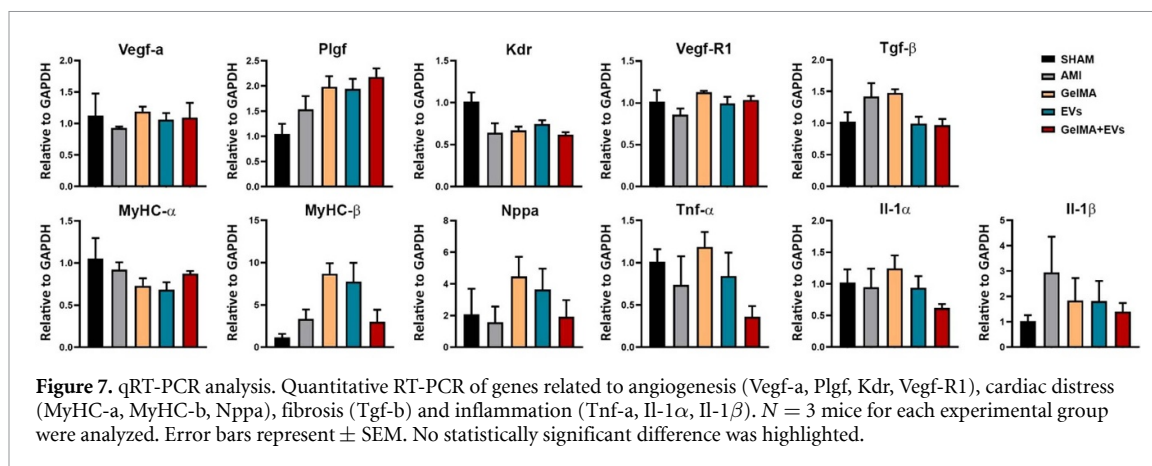 Vegf-a
Plgf
Kdr
Vegf-R1
Tgf-β
Relative to GAPDH
1.5
1.0
0.5
0.0
Relative to GAPDH
2.5
2.0
1.5
1.0
0.5
0.0
Relative to GAPDH
1.5
1.0
0.5
0.0
Relative to GAPDH
1.5
1.0
0.5
0.0
Relative to GAPDH
2.0
1.5
1.0
0.5
0.0
SHAM
AMI
GelMA
EVs
GelMA+EVs
MyHC-α
MyHC-β
Nppa
Tnf-α
Il-1α
Il-1β
Relative to GAPDH
1.5
1.0
0.5
0.0
Relative to GAPDH
15
10
5
0
Relative to GAPDH
8
6
4
2
0
Relative to GAPDH
1.5
1.0
0.5
0.0
Relative to GAPDH
2.0
1.5
1.0
0.5
0.0
Relative to GAPDH
5
4
3
2
1
0
Figure 7. qRT-PCR analysis. Quantitative RT-PCR of genes related to angiogenesis (Vegf-a, Plgf, Kdr, Vegf-R1), cardiac distress
(MyHC-a, MyHC-b, Nppa), fibrosis (Tgf-b) and inflammation (Tnf-a, Il-1α, Il-1β). N = 3 mice for each experimental group
were analyzed. Error bars represent ± SEM. No statistically significant difference was highlighted.